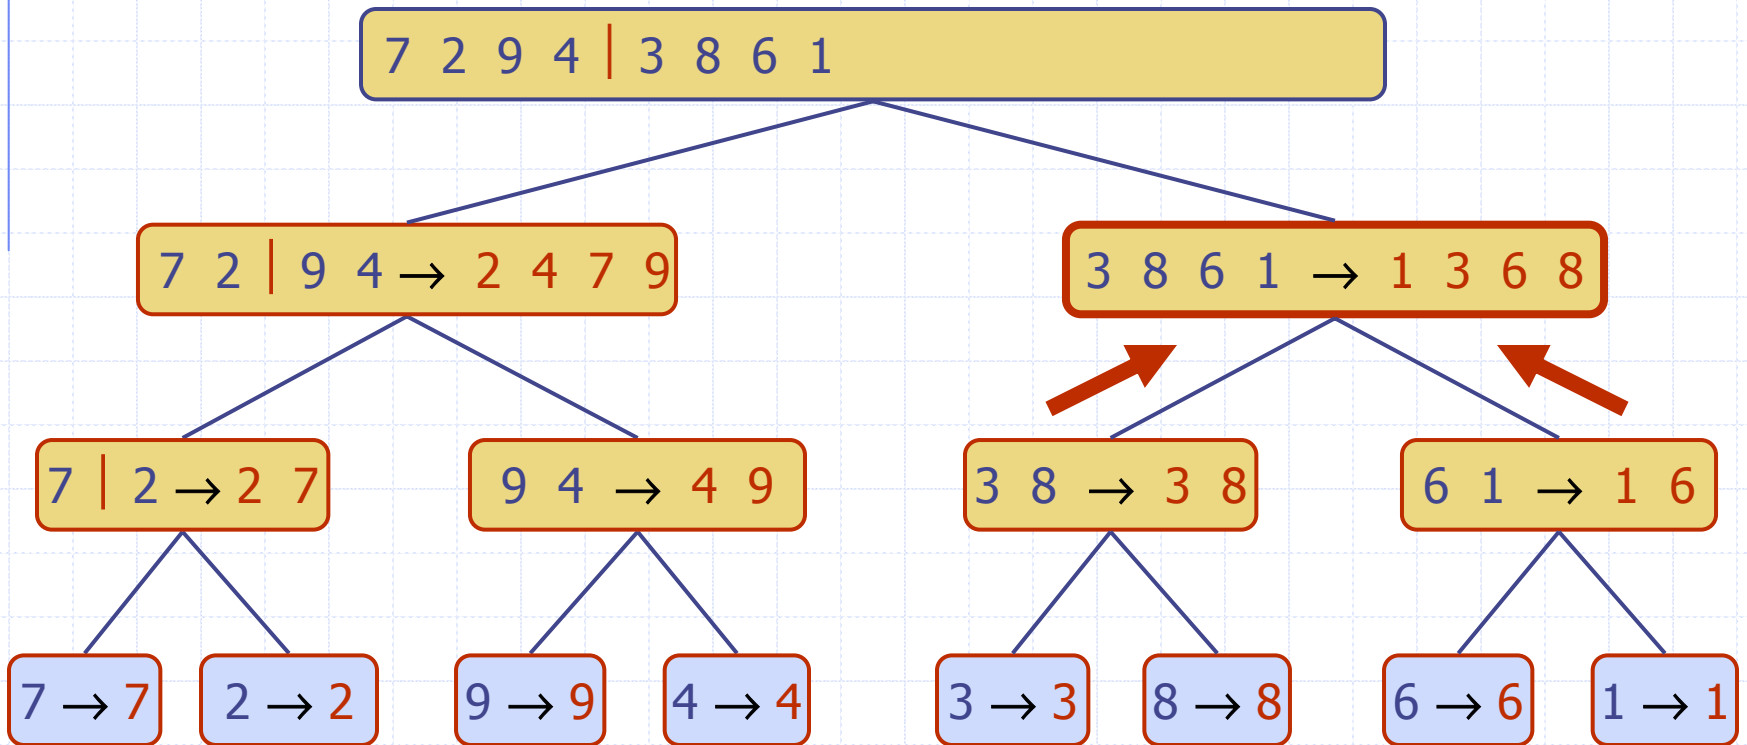 7 2 9 4 | 3 8 6 1
7 2 | 9 4 → 2 4 7 9
3 8 6 1 → 1 3 6 8
7 | 2 → 2 7
9 4 → 4 9
3 8 → 3 8
6 1 → 1 6
7 → 7
2 → 2
9 → 9
4 → 4
3 → 3
8 → 8
6 → 6
1 → 1